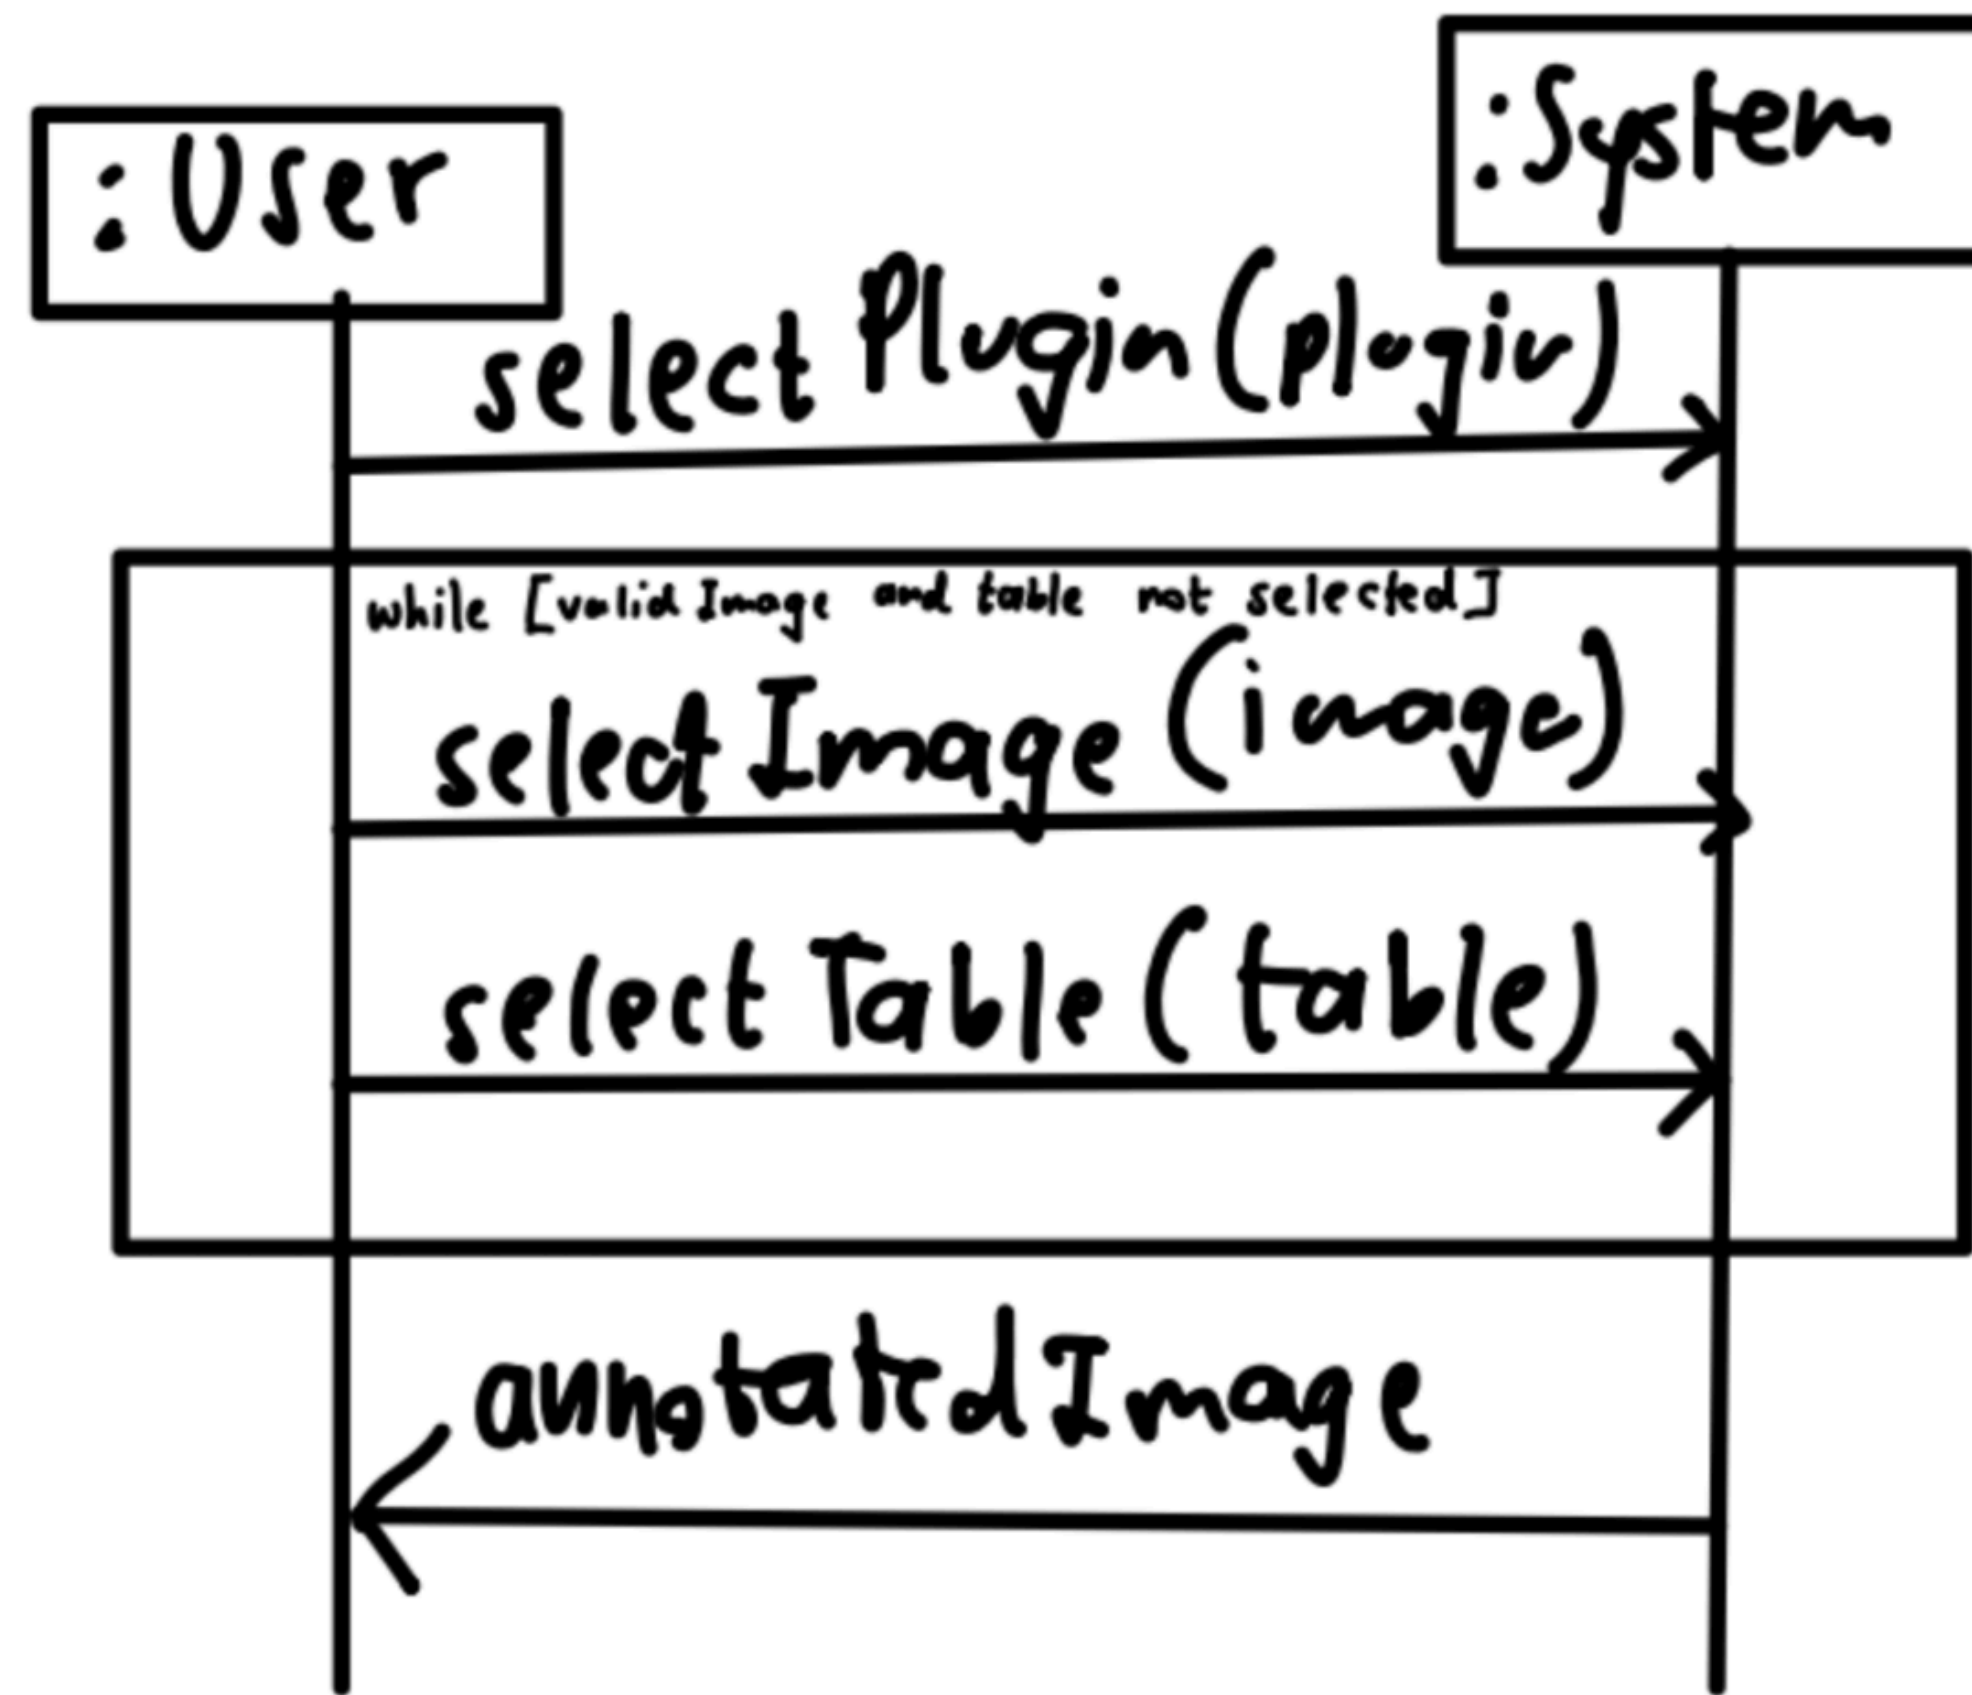 :User
:System
selectPlugin(plugin)
while [validImage and table not selected]
selectImage(image)
selectTable(table)
annotatedImage